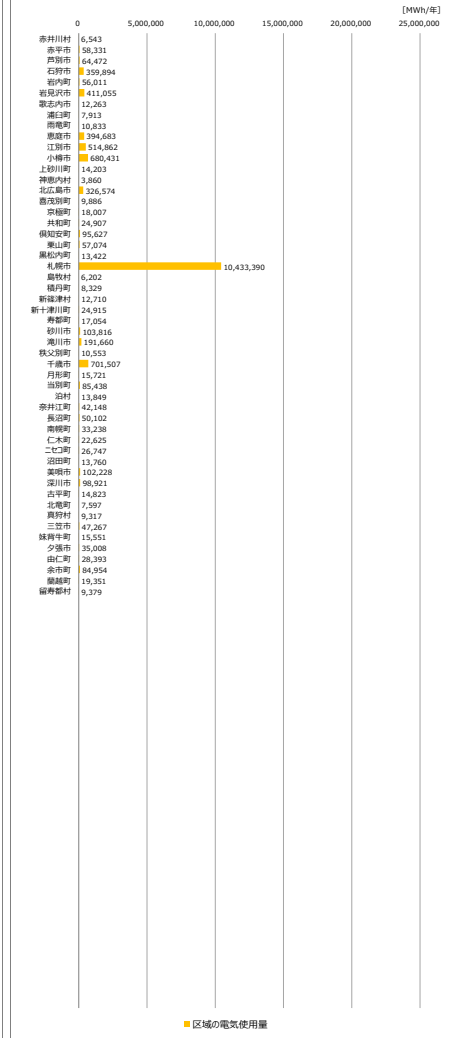 [MWh/年]
0 5,000,000 10,000,000 15,000,000 20,000,000 25,000,000
赤井川村 6,543
赤平市 58,331
芦別市 64,472
石狩市 359,894
岩内町 56,011
岩見沢市 411,055
歌志内市 12,263
浦臼町 7,913
雨竜町 10,833
恵庭市 394,683
江別市 514,862
小樽市 680,431
上砂川町 14,203
神恵内村 3,860
北広島市 326,574
喜茂別町 9,886
京極町 18,007
共和町 24,907
倶知安町 95,627
栗山町 57,074
黒松内町 13,422
札幌市 10,433,390
島牧村 6,202
積丹町 8,329
新篠津村 12,710
新十津川町 24,915
寿都町 17,054
砂川市 103,816
滝川市 191,660
秩父別町 10,553
千歳市 701,507
月形町 15,721
当別町 85,438
泊村 13,849
奈井江町 42,148
長沼町 50,102
南幌町 33,238
仁木町 22,625
ニセコ町 26,747
沼田町 13,760
美唄市 102,228
深川市 98,921
古平町 14,823
北竜町 7,597
真狩村 9,317
三笠市 47,267
妹背牛町 15,551
夕張市 35,008
由仁町 28,393
余市町 84,954
蘭越町 19,351
留寿都村 9,379
区域の電気使用量